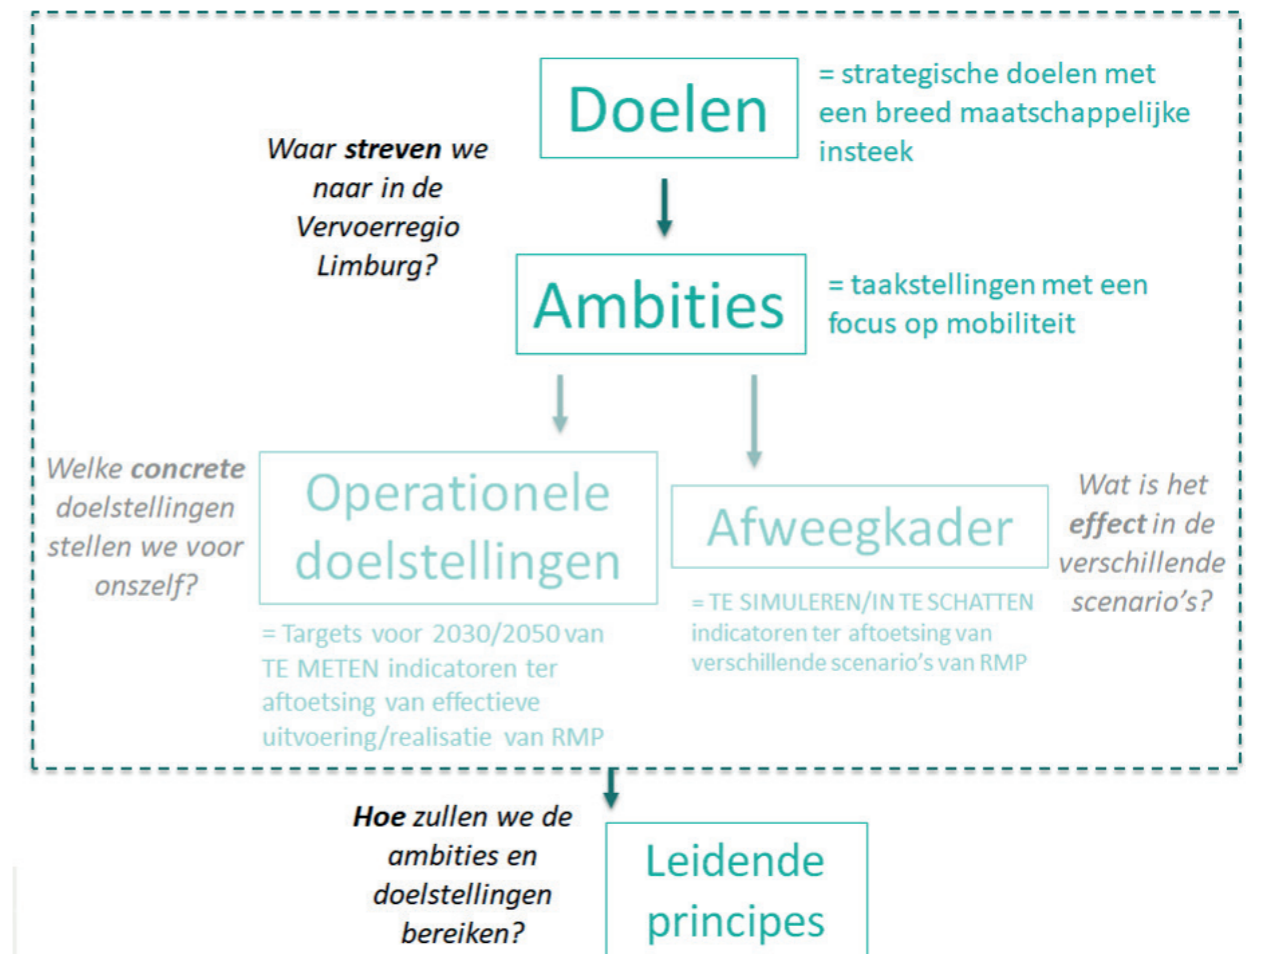 Doelen
= strategische doelen met
een breed maatschappelijke
insteek
Waar streven we
naar in de
Vervoerregio
Limburg?
Ambities
= taakstellingen met een
focus op mobiliteit
Welke concrete
doelstellingen
stellen we voor
onszelf?
Operationele
doelstellingen
= Targets voor 2030/2050 van
TE METEN indicatoren ter
aftoetsing van effectieve
uitvoering/realisatie van RMP
Afweegkader
= TE SIMULEREN/IN TE SCHATTEN
indicatoren ter aftoetsing van
verschillende scenario's van RMP
Wat is het
effect in de
verschillende
scenario's?
Hoe zullen we de
ambities en
doelstellingen
bereiken?
Leidende
principes